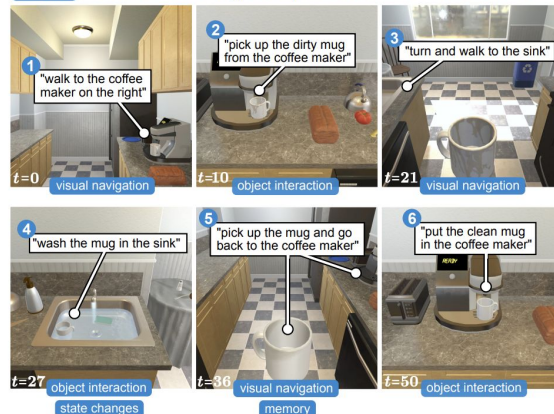 1
"walk to the coffee
maker on the right"
t=0
visual navigation
2
"pick up the dirty mug
from the coffee maker"
t=10
object interaction
3
"turn and walk to the sink"
t=21
visual navigation
4
"wash the mug in the sink"
t=27
object interaction
state changes
5
"pick up the mug and go
back to the coffee maker"
t=36
visual navigation
memory
6
"put the clean mug
in the coffee maker"
READY
t=50
object interaction